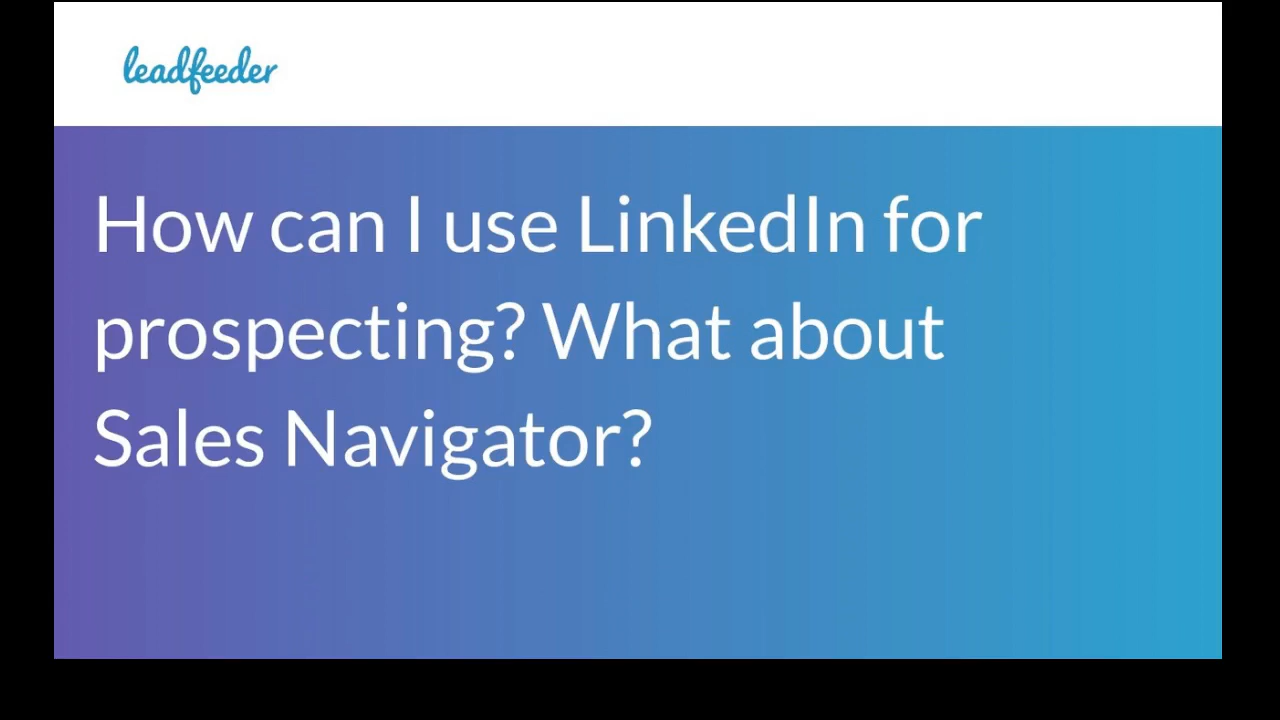 leadfeeder
How can I use LinkedIn for
prospecting? What about
Sales Navigator?